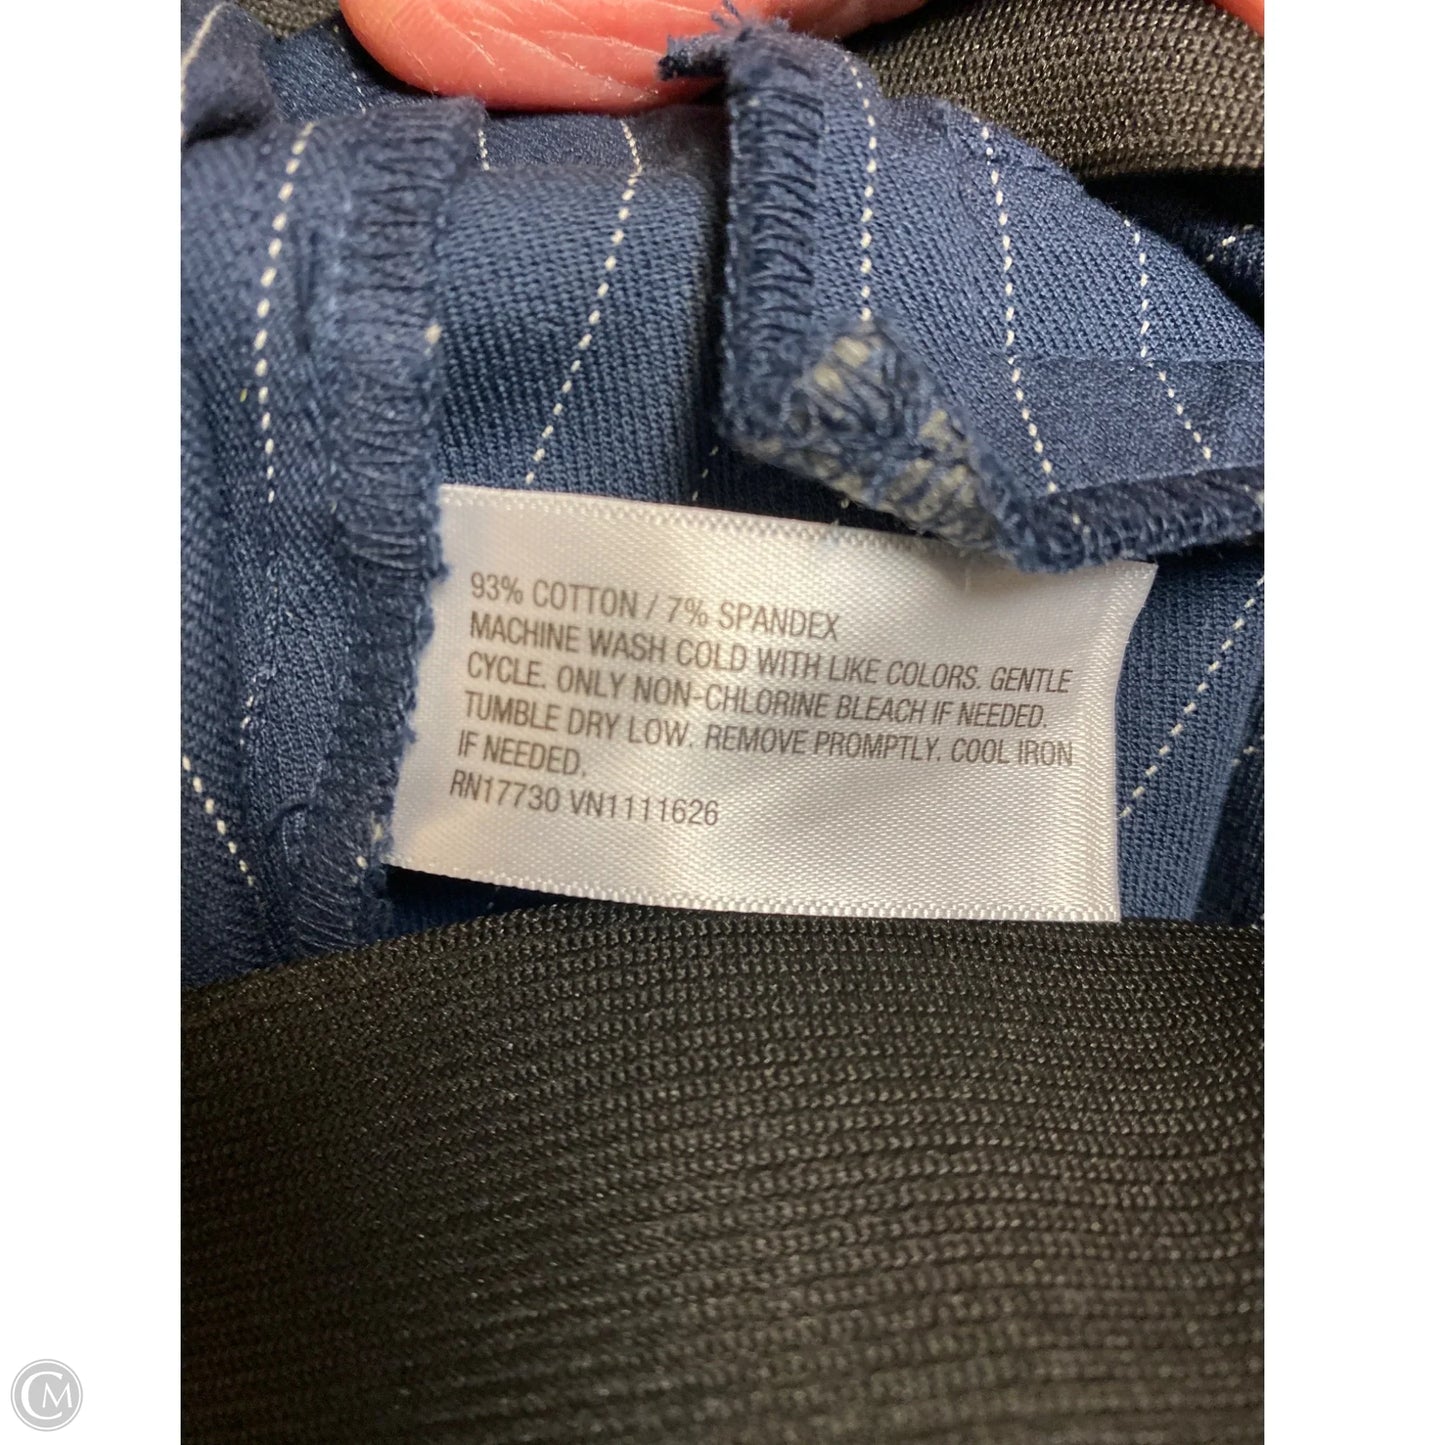 93% COTTON / 7% SPANDEX
MACHINE WASH COLD WITH LIKE COLORS. GENTLE
CYCLE. ONLY NON-CHLORINE BLEACH IF NEEDED.
TUMBLE DRY LOW. REMOVE PROMPTLY. COOL IRON
IF NEEDED.
RN17730 VN1111626
CM